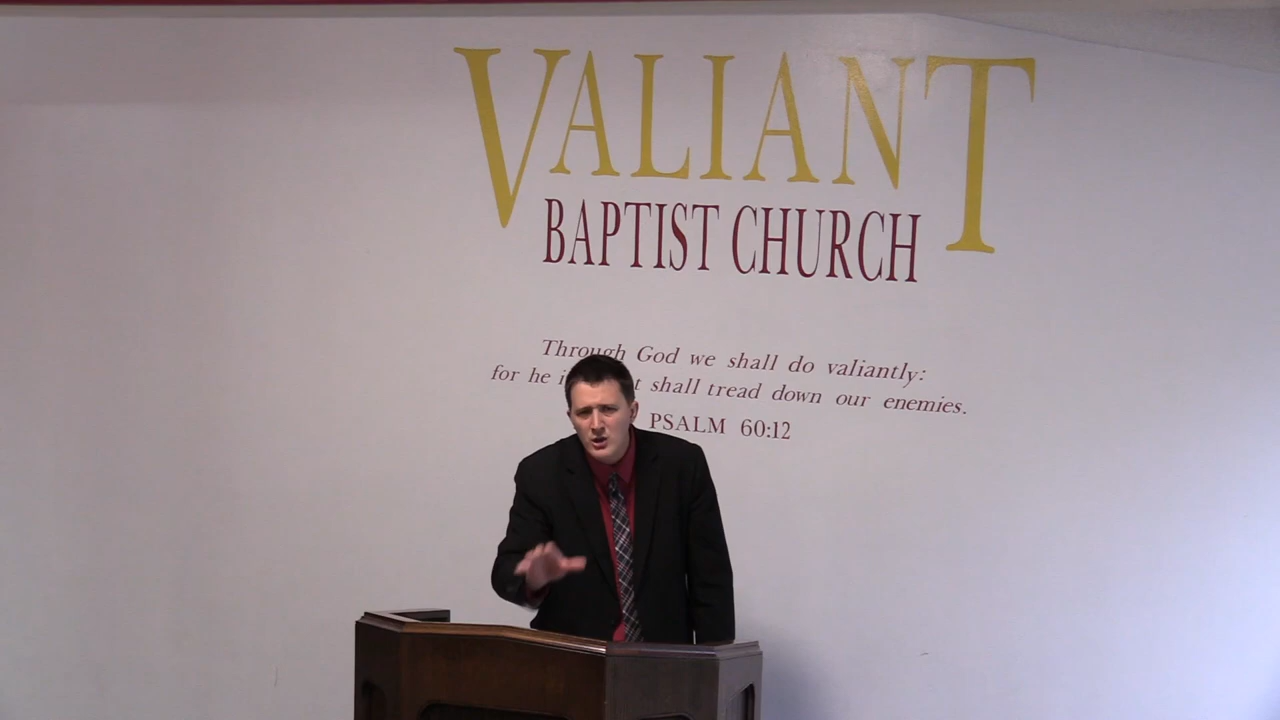 VALIANT
BAPTIST CHURCH
Through God we shall do valiantly:
for he shall tread down our enemies.
PSALM 60:12